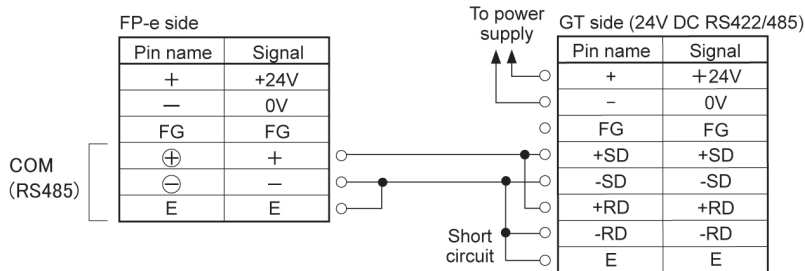 FP-e side
Pin name Signal
+ +24V
— 0V
FG FG
⊕ +
⊖ −
E E
COM
(RS485)
To power
supply
GT side (24V DC RS422/485)
Pin name Signal
+ +24V
− 0V
FG FG
+SD +SD
-SD -SD
+RD +RD
-RD -RD
E E
Short
circuit